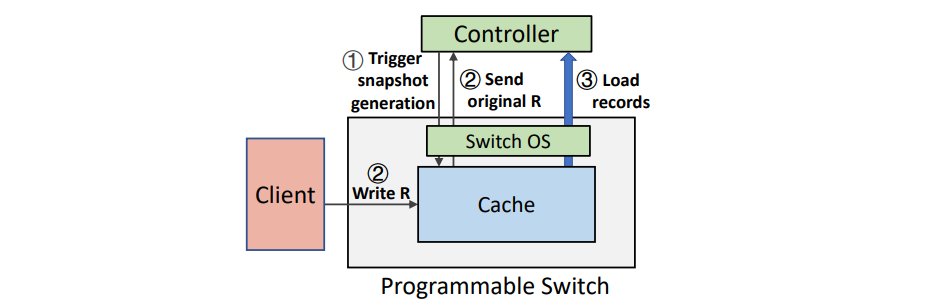 Controller
① Trigger
snapshot
generation
② Send
original R
③ Load
records
Switch OS
Client
②
Write R
Cache
Programmable Switch